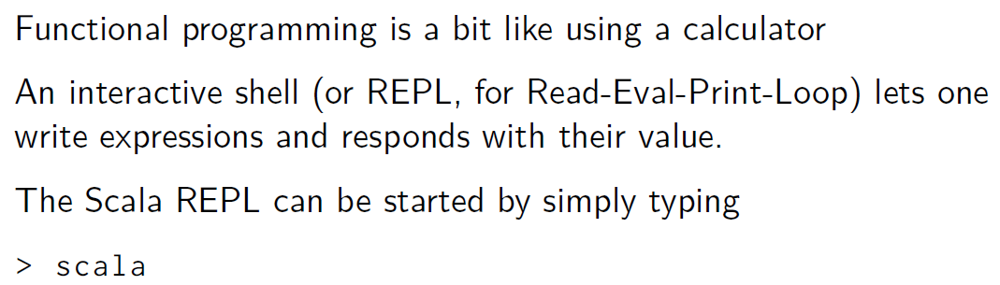 Functional programming is a bit like using a calculator
An interactive shell (or REPL, for Read-Eval-Print-Loop) lets one
write expressions and responds with their value.
The Scala REPL can be started by simply typing
> scala